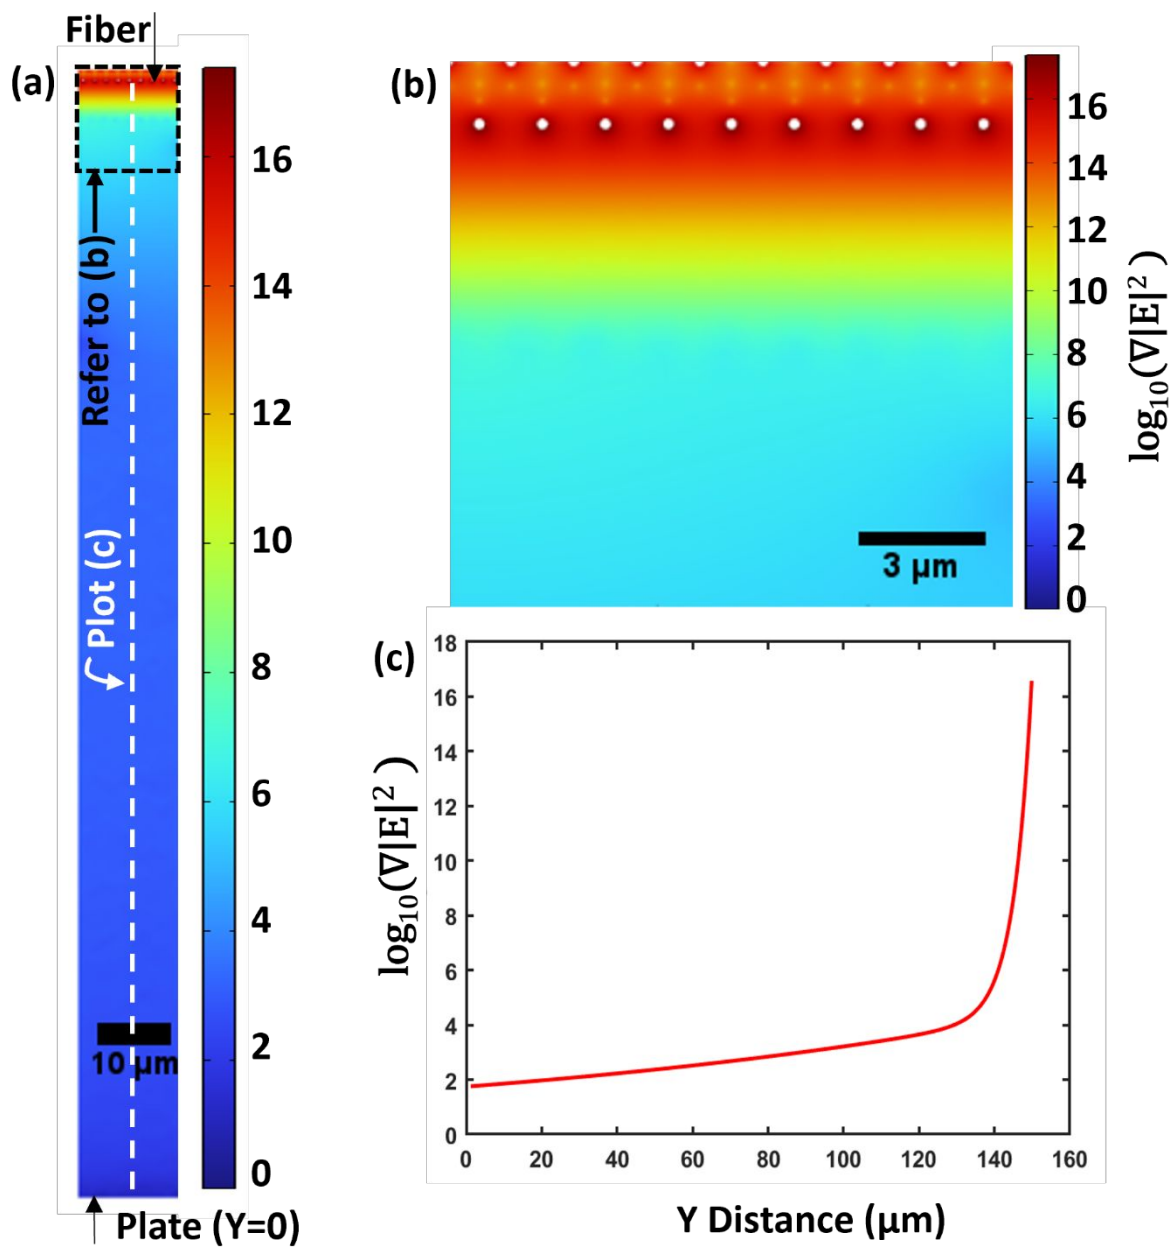 Fiber
(a)
16
14
12
10
8
6
4
2
0
Refer to (b)
Plot (c)
10 μm
Plate (Y=0)
(b)
16
14
12
10
8
6
4
2
0
log₁₀(∇|E|²)
3 μm
(c)
18
16
14
12
10
8
6
4
2
0
log₁₀(∇|E|²)
0 20 40 60 80 100 120 140 160
Y Distance (μm)